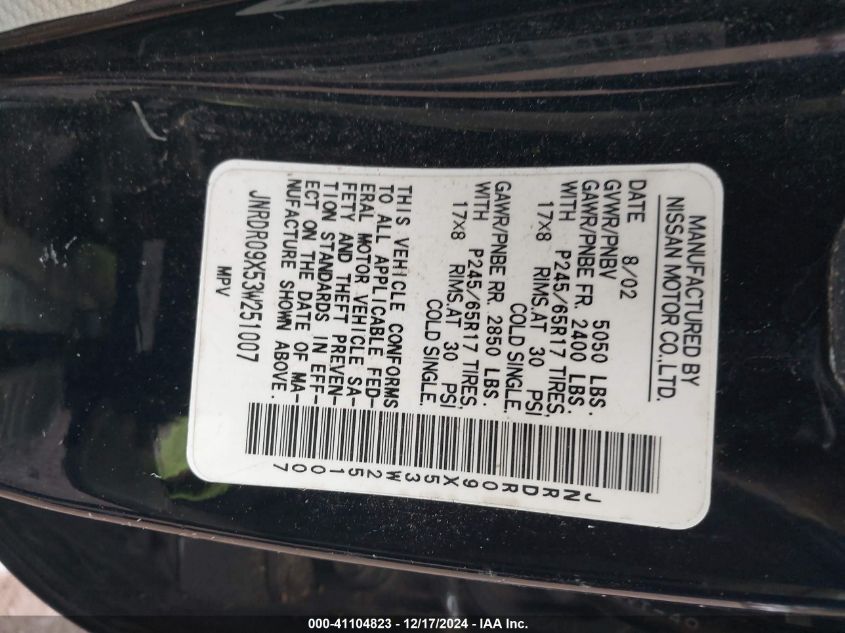 MANUFACTURED BY
NISSAN MOTOR CO.,LTD.
DATE 8/02
GVWR/PNBV 5050 LBS.
GAWR/PNBE FR. 2400 LBS.
WITH P245/65R17 TIRES,
17X8 RIMS,AT 30 PSI
COLD SINGLE.
GAWR/PNBE RR. 2850 LBS.
WITH P245/65R17 TIRES,
17X8 RIMS,AT 30 PSI
COLD SINGLE.
THIS VEHICLE CONFORMS
TO ALL APPLICABLE FED-
ERAL MOTOR VEHICLE SA-
FETY AND THEFT PREVEN-
TION STANDARDS IN EFF-
ECT ON THE DATE OF MA-
NUFACTURE SHOWN ABOVE.
JNRDR09X53W251007
MPV
JNRDR09X53W251007
000-41104823 - 12/17/2024 - IAA Inc.